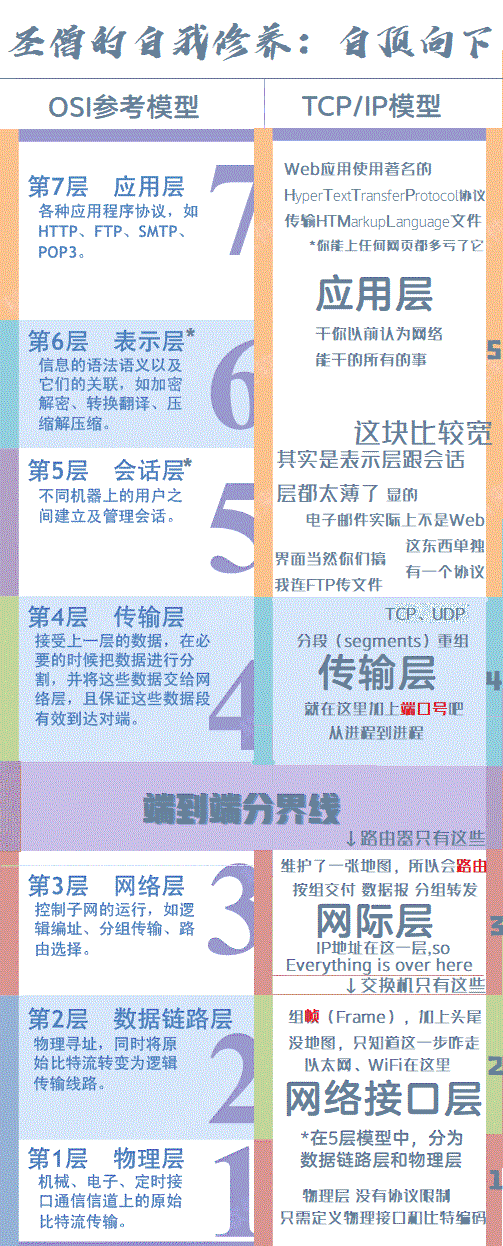 圣僧的自我修养：自顶向下
OSI参考模型
TCP/IP模型
第7层 应用层
各种应用程序协议，如
HTTP、FTP、SMTP、
POP3。
7
第6层 表示层*
信息的语法语义以及
它们的关联，如加密
解密、转换翻译、压
缩解压缩。
6
第5层 会话层*
不同机器上的用户之
间建立及管理会话。
5
第4层 传输层
接受上一层的数据，在必
要的时候把数据进行分
割，并将这些数据交给网
络层，且保证这些数据段
有效到达对端。
4
Web应用使用著名的
HyperTextTransferProtocol协议
传输HTMarkupLanguage文件
*你能上任何网页都多亏了它
应用层
干你以前认为网络
能干的所有的事
5
这块比较宽
其实是表示层跟会话
层都太薄了 显的
电子邮件实际上不是Web
界面当然你们搞
这东西单独
我连FTP传文件
有一个协议
TCP、UDP
分段（segments）重组
传输层
4
就在这里加上端口号吧
从进程到进程
端到端分界线
↓路由器只有这些
第3层 网络层
控制子网的运行，如逻
辑编址、分组传输、路
由选择。
3
第2层 数据链路层
物理寻址，同时将原
始比特流转变为逻辑
传输线路。
2
第1层 物理层
机械、电子、定时接
口通信信道上的原始
比特流传输。
1
维护了一张地图，所以会路由
按组交付 数据报 分组转发
网际层
3
IP地址在这一层,so
Everything is over here
↓交换机只有这些
组帧（Frame），加上头尾
没地图，只知道这一步咋走
以太网、WiFi在这里
2
网络接口层
*在5层模型中，分为
数据链路层和物理层
1
物理层 没有协议限制
只需定义物理接口和比特编码